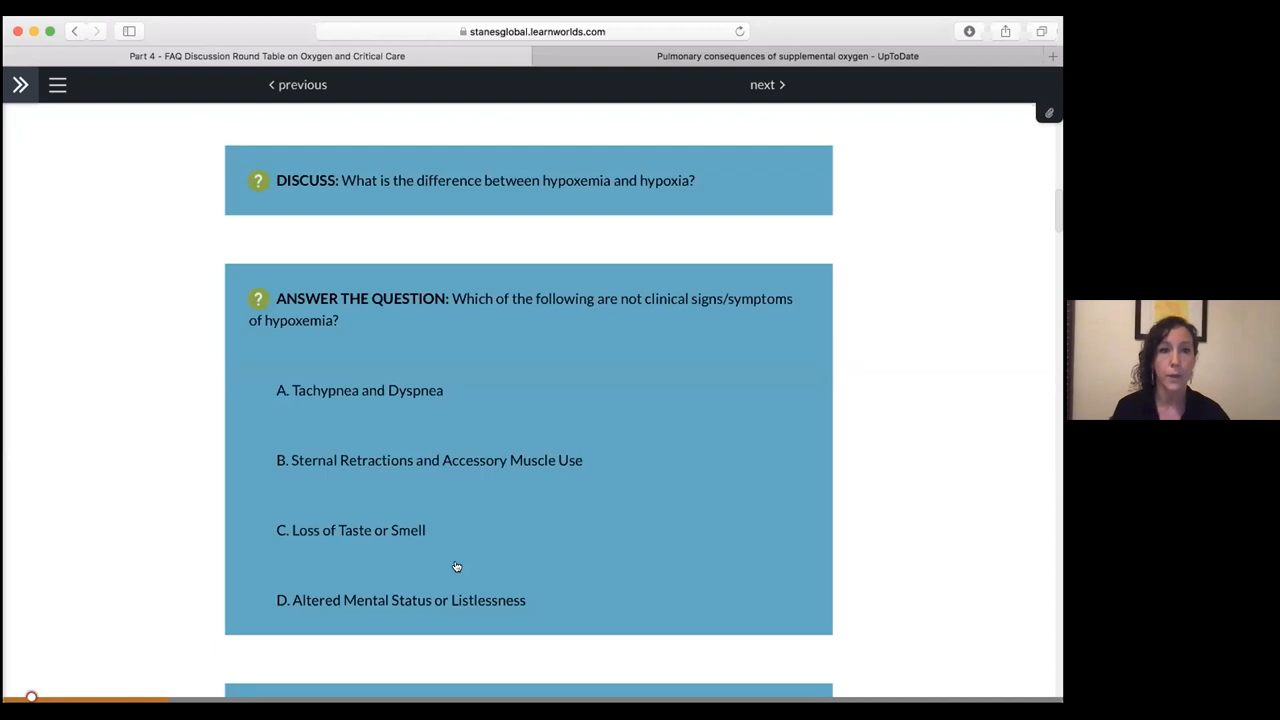 stanesglobal.learnworlds.com
Part 4 - FAQ Discussion Round Table on Oxygen and Critical Care
Pulmonary consequences of supplemental oxygen - UpToDate
< previous
next >
? DISCUSS: What is the difference between hypoxemia and hypoxia?
? ANSWER THE QUESTION: Which of the following are not clinical signs/symptoms
of hypoxemia?
A. Tachypnea and Dyspnea
B. Sternal Retractions and Accessory Muscle Use
C. Loss of Taste or Smell
D. Altered Mental Status or Listlessness